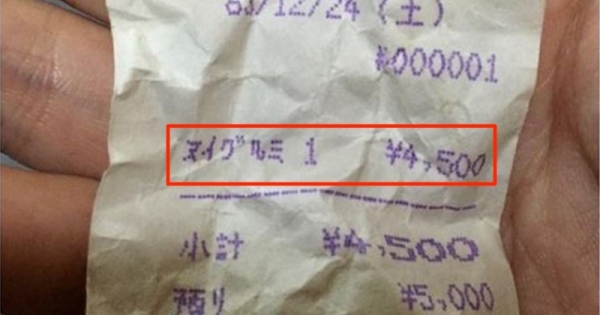 63/12/24 (土)
#000001
ヌイグルミ 1 ¥4,500
小計 ¥4,500
預り ¥5,000